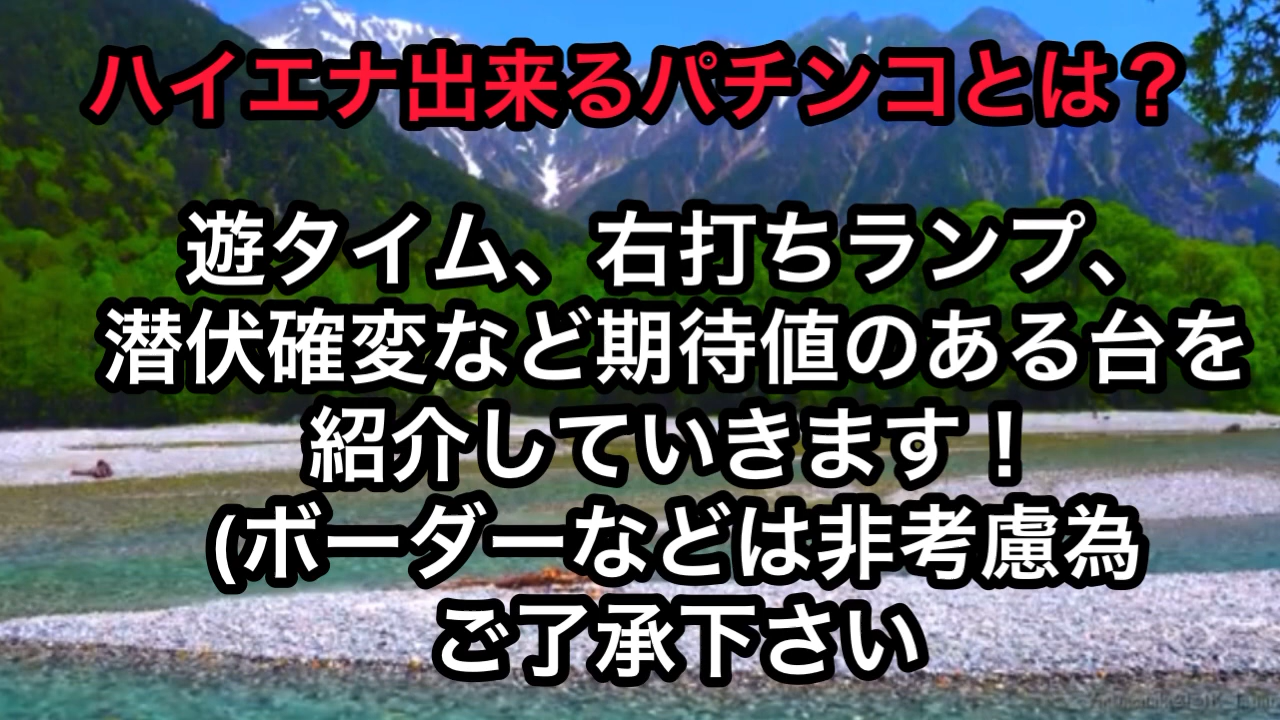 ハイエナ出来るパチンコとは？
遊タイム、右打ちランプ、
潜伏確変など期待値のある台を
紹介していきます！
(ボーダーなどは非考慮為
ご了承下さい